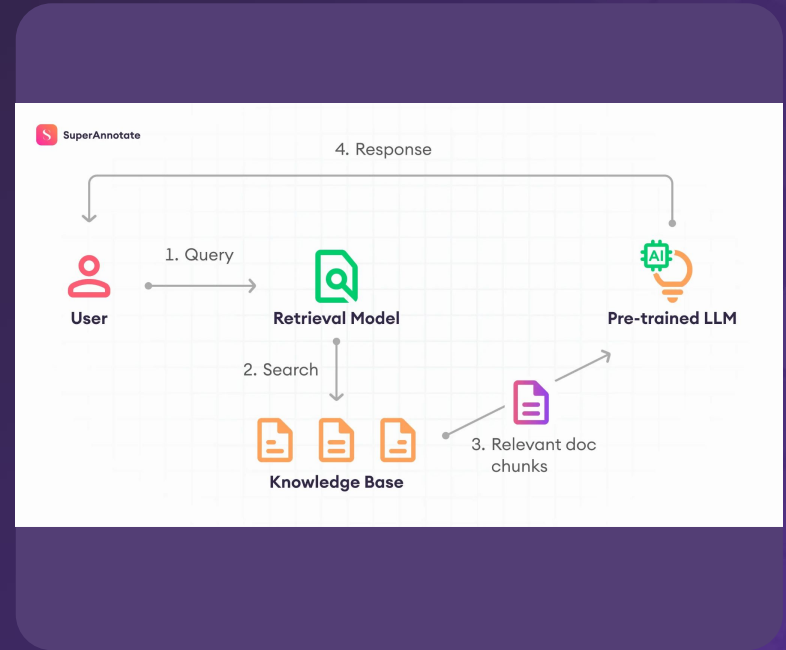 SuperAnnotate
4. Response
1. Query
AI
User
Retrieval Model
Pre-trained LLM
2. Search
3. Relevant doc
chunks
Knowledge Base